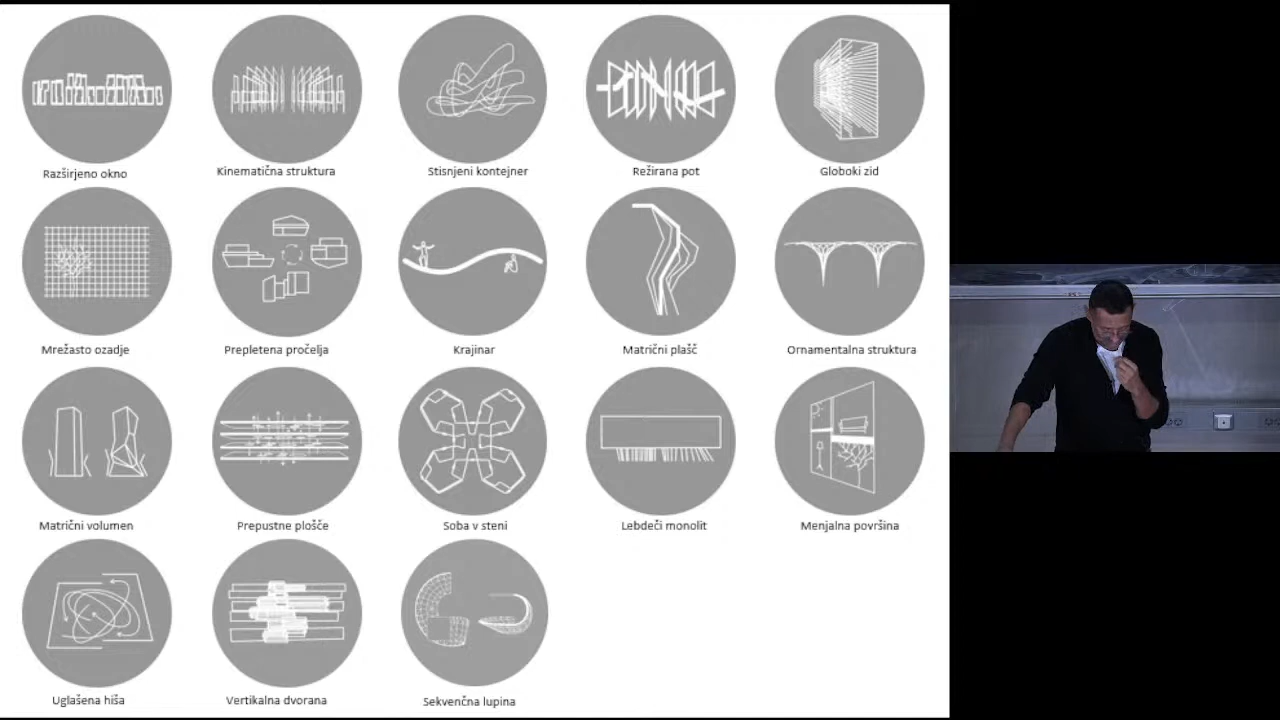 Razširjeno okno
Kinematična struktura
Stisnjeni kontejner
Režirana pot
Globoki zid
Mrežasto ozadje
Prepletena pročelja
Krajinar
Matrični plašč
Ornamentalna struktura
Matrični volumen
Prepustne plošče
Soba v steni
Lebdeči monolit
Menjalna površina
Uglašena hiša
Vertikalna dvorana
Sekvenčna lupina